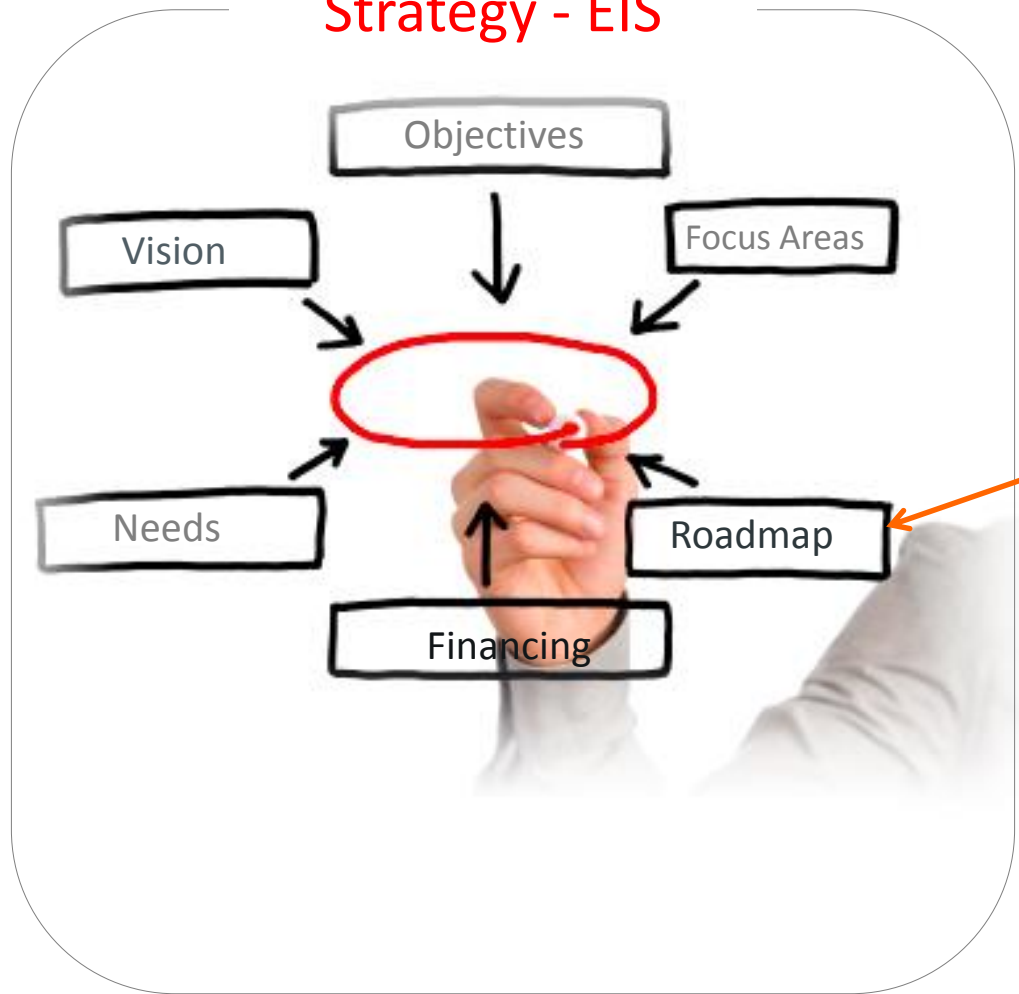 Strategy - EIS
Objectives
Vision
Focus Areas
Needs
Roadmap
Financing